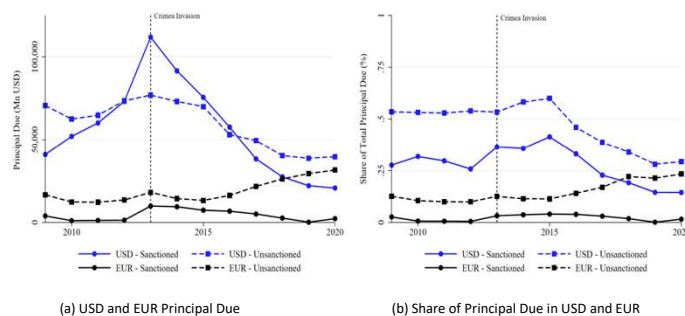 Crimea Invasion
Principal Due (Mn USD)
100,000
50,000
0
2010
2015
2020
USD - Sanctioned
USD - Unsanctioned
EUR - Sanctioned
EUR - Unsanctioned
(a) USD and EUR Principal Due
Crimea Invasion
Share of Total Principal Due (%)
1
.75
.5
.25
0
2010
2015
USD - Sanctioned
USD - Unsanctioned
EUR - Sanctioned
EUR - Unsanctioned
(b) Share of Principal Due in USD and EUR